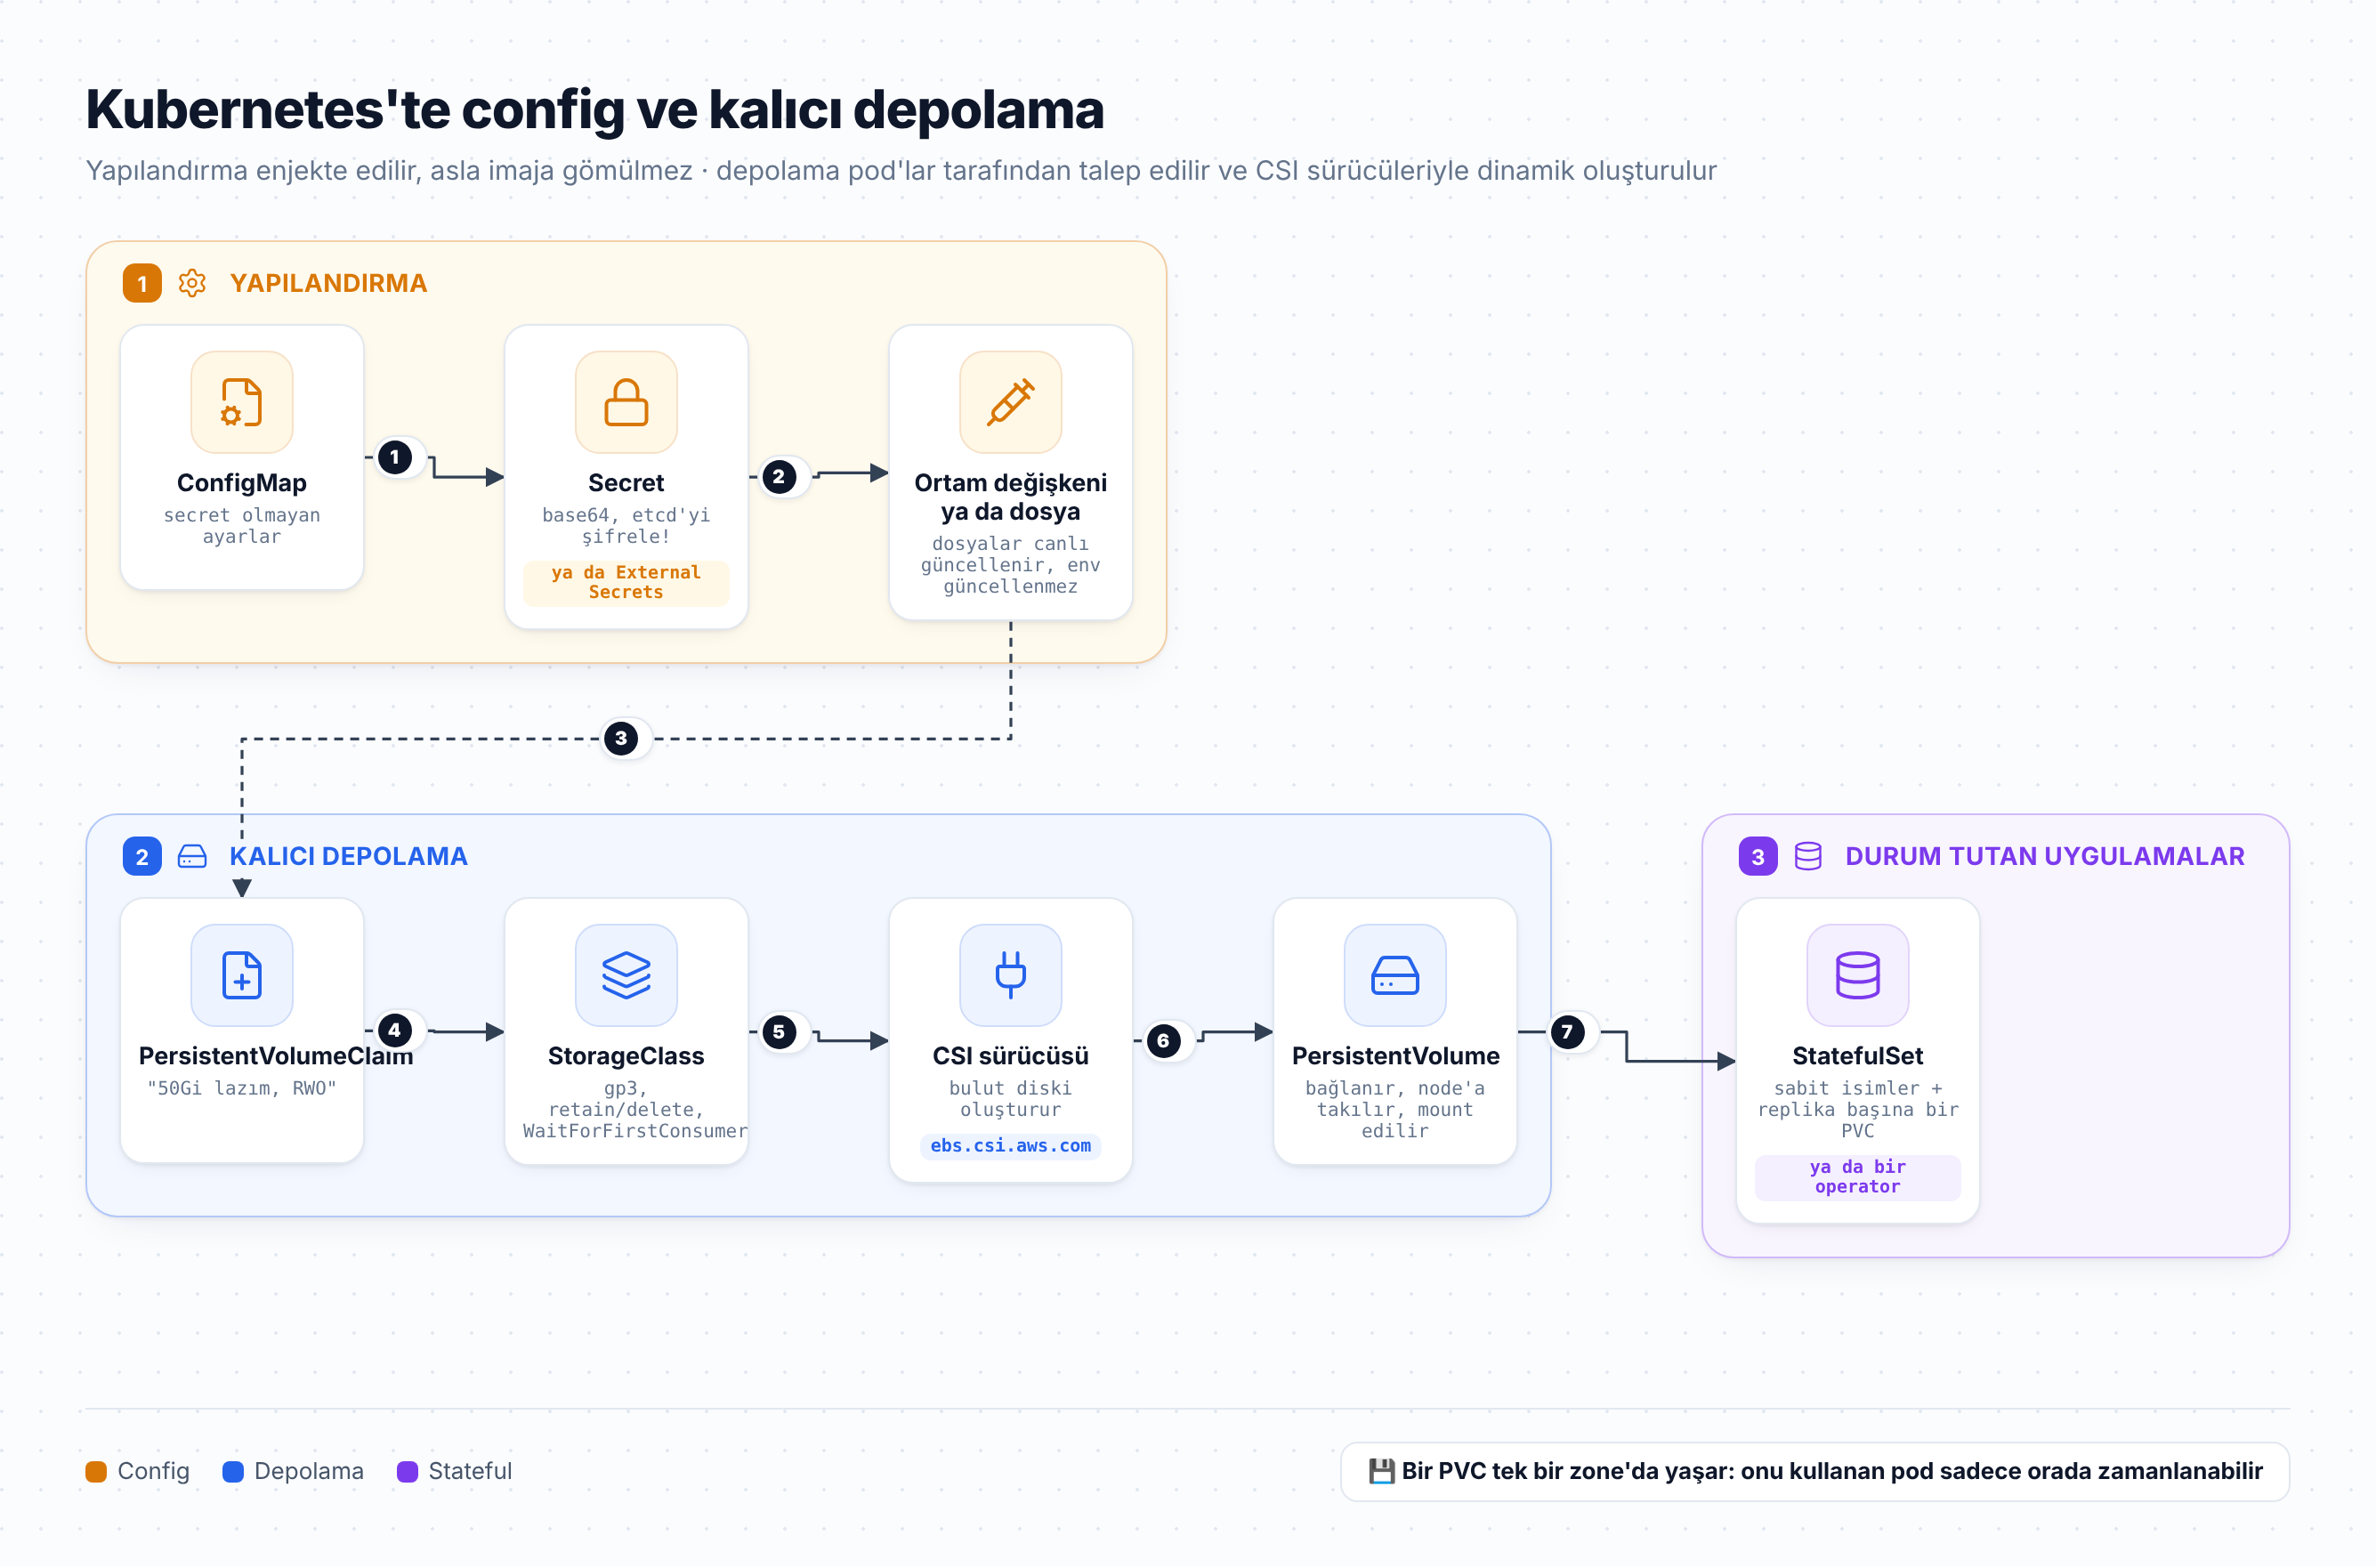 Kubernetes'te config ve kalıcı depolama
Yapılandırma enjekte edilir, asla imaja gömülmez · depolama pod'lar tarafından talep edilir ve CSI sürücüleriyle dinamik oluşturulur
1 YAPILANDIRMA
ConfigMap
secret olmayan
ayarlar
1
Secret
base64, etcd'yi
şifrele!
ya da External
Secrets
2
Ortam değişkeni
ya da dosya
dosyalar canlı
güncellenir, env
güncellenmez
3
2 KALICI DEPOLAMA
PersistentVolumeClaim
"50Gi lazım, RWO"
4
StorageClass
gp3,
retain/delete,
WaitForFirstConsumer
5
CSI sürücüsü
bulut diski
oluşturur
ebs.csi.aws.com
6
PersistentVolume
bağlanır, node'a
takılır, mount
edilir
7
3 DURUM TUTAN UYGULAMALAR
StatefulSet
sabit isimler +
replika başına bir
PVC
ya da bir
operator
Config
Depolama
Stateful
💾 Bir PVC tek bir zone'da yaşar: onu kullanan pod sadece orada zamanlanabilir